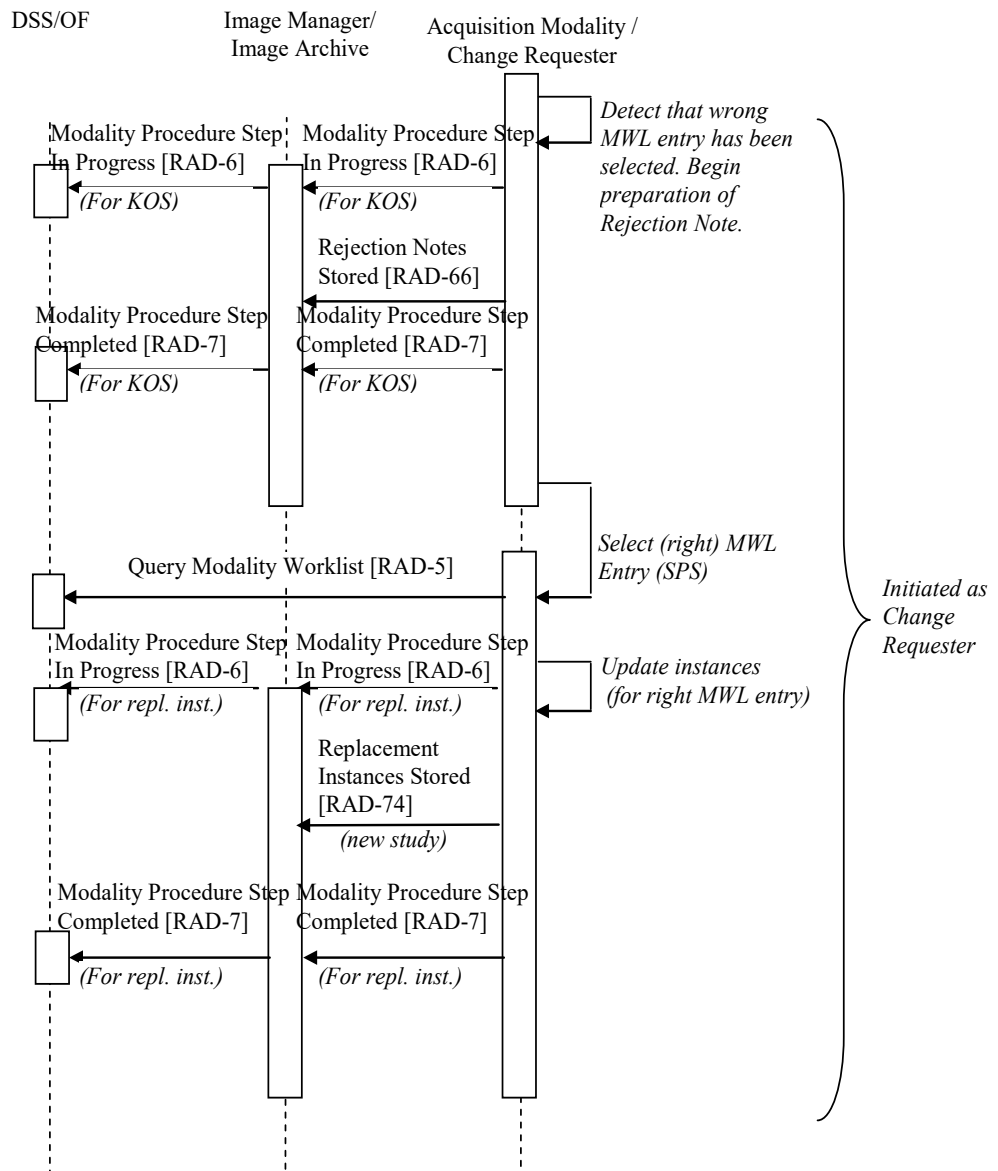 DSS/OF
Image Manager/
Image Archive
Acquisition Modality /
Change Requester
Detect that wrong
MWL entry has been
selected. Begin
preparation of
Rejection Note.
Modality Procedure Step
In Progress [RAD-6]
(For KOS)
Modality Procedure Step
In Progress [RAD-6]
(For KOS)
Rejection Notes
Stored [RAD-66]
Modality Procedure Step
Completed [RAD-7]
(For KOS)
Modality Procedure Step
Completed [RAD-7]
(For KOS)
Select (right) MWL
Entry (SPS)
Query Modality Worklist [RAD-5]
Initiated as
Change
Requester
Modality Procedure Step
In Progress [RAD-6]
(For repl. inst.)
Modality Procedure Step
In Progress [RAD-6]
(For repl. inst.)
Update instances
(for right MWL entry)
Replacement
Instances Stored
[RAD-74]
(new study)
Modality Procedure Step
Completed [RAD-7]
(For repl. inst.)
Modality Procedure Step
Completed [RAD-7]
(For repl. inst.)